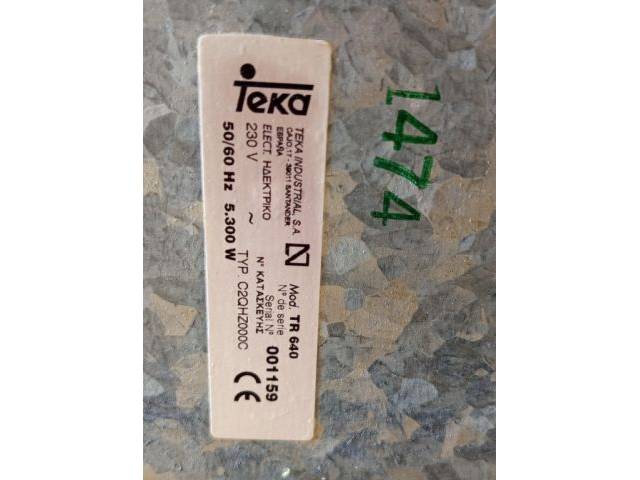 Teka
TEKA INDUSTRIAL, S.A.
CAJO,17 - 39011 SANTANDER
ESPAÑA
ELECT. ΗΔΕΚΤΡΙΚΟ
230 V ~
50/60 Hz 5.300 W
Mod. TR 640
Nº de serie
Serial Nº 001159
Nº ΚΑΤΑΣΚΕΥΗΣ
TYP. C2QHZ000C
CE
1474